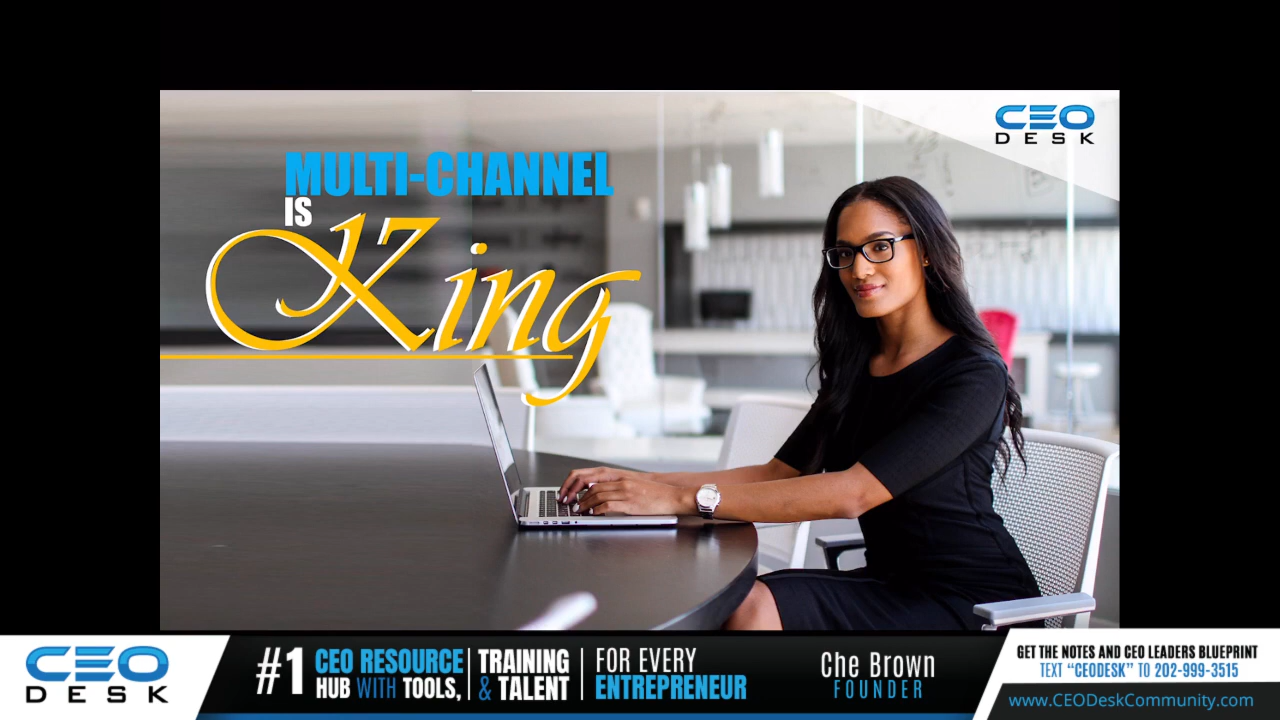 CEO
DESK
MULTI-CHANNEL
IS
King
CEO
DESK
#1 CEO RESOURCE
HUB WITH TOOLS,
TRAINING
& TALENT
FOR EVERY
ENTREPRENEUR
Che Brown
FOUNDER
GET THE NOTES AND CEO LEADERS BLUEPRINT
TEXT “CEODESK” TO 202-999-3515
www.CEODeskCommunity.com